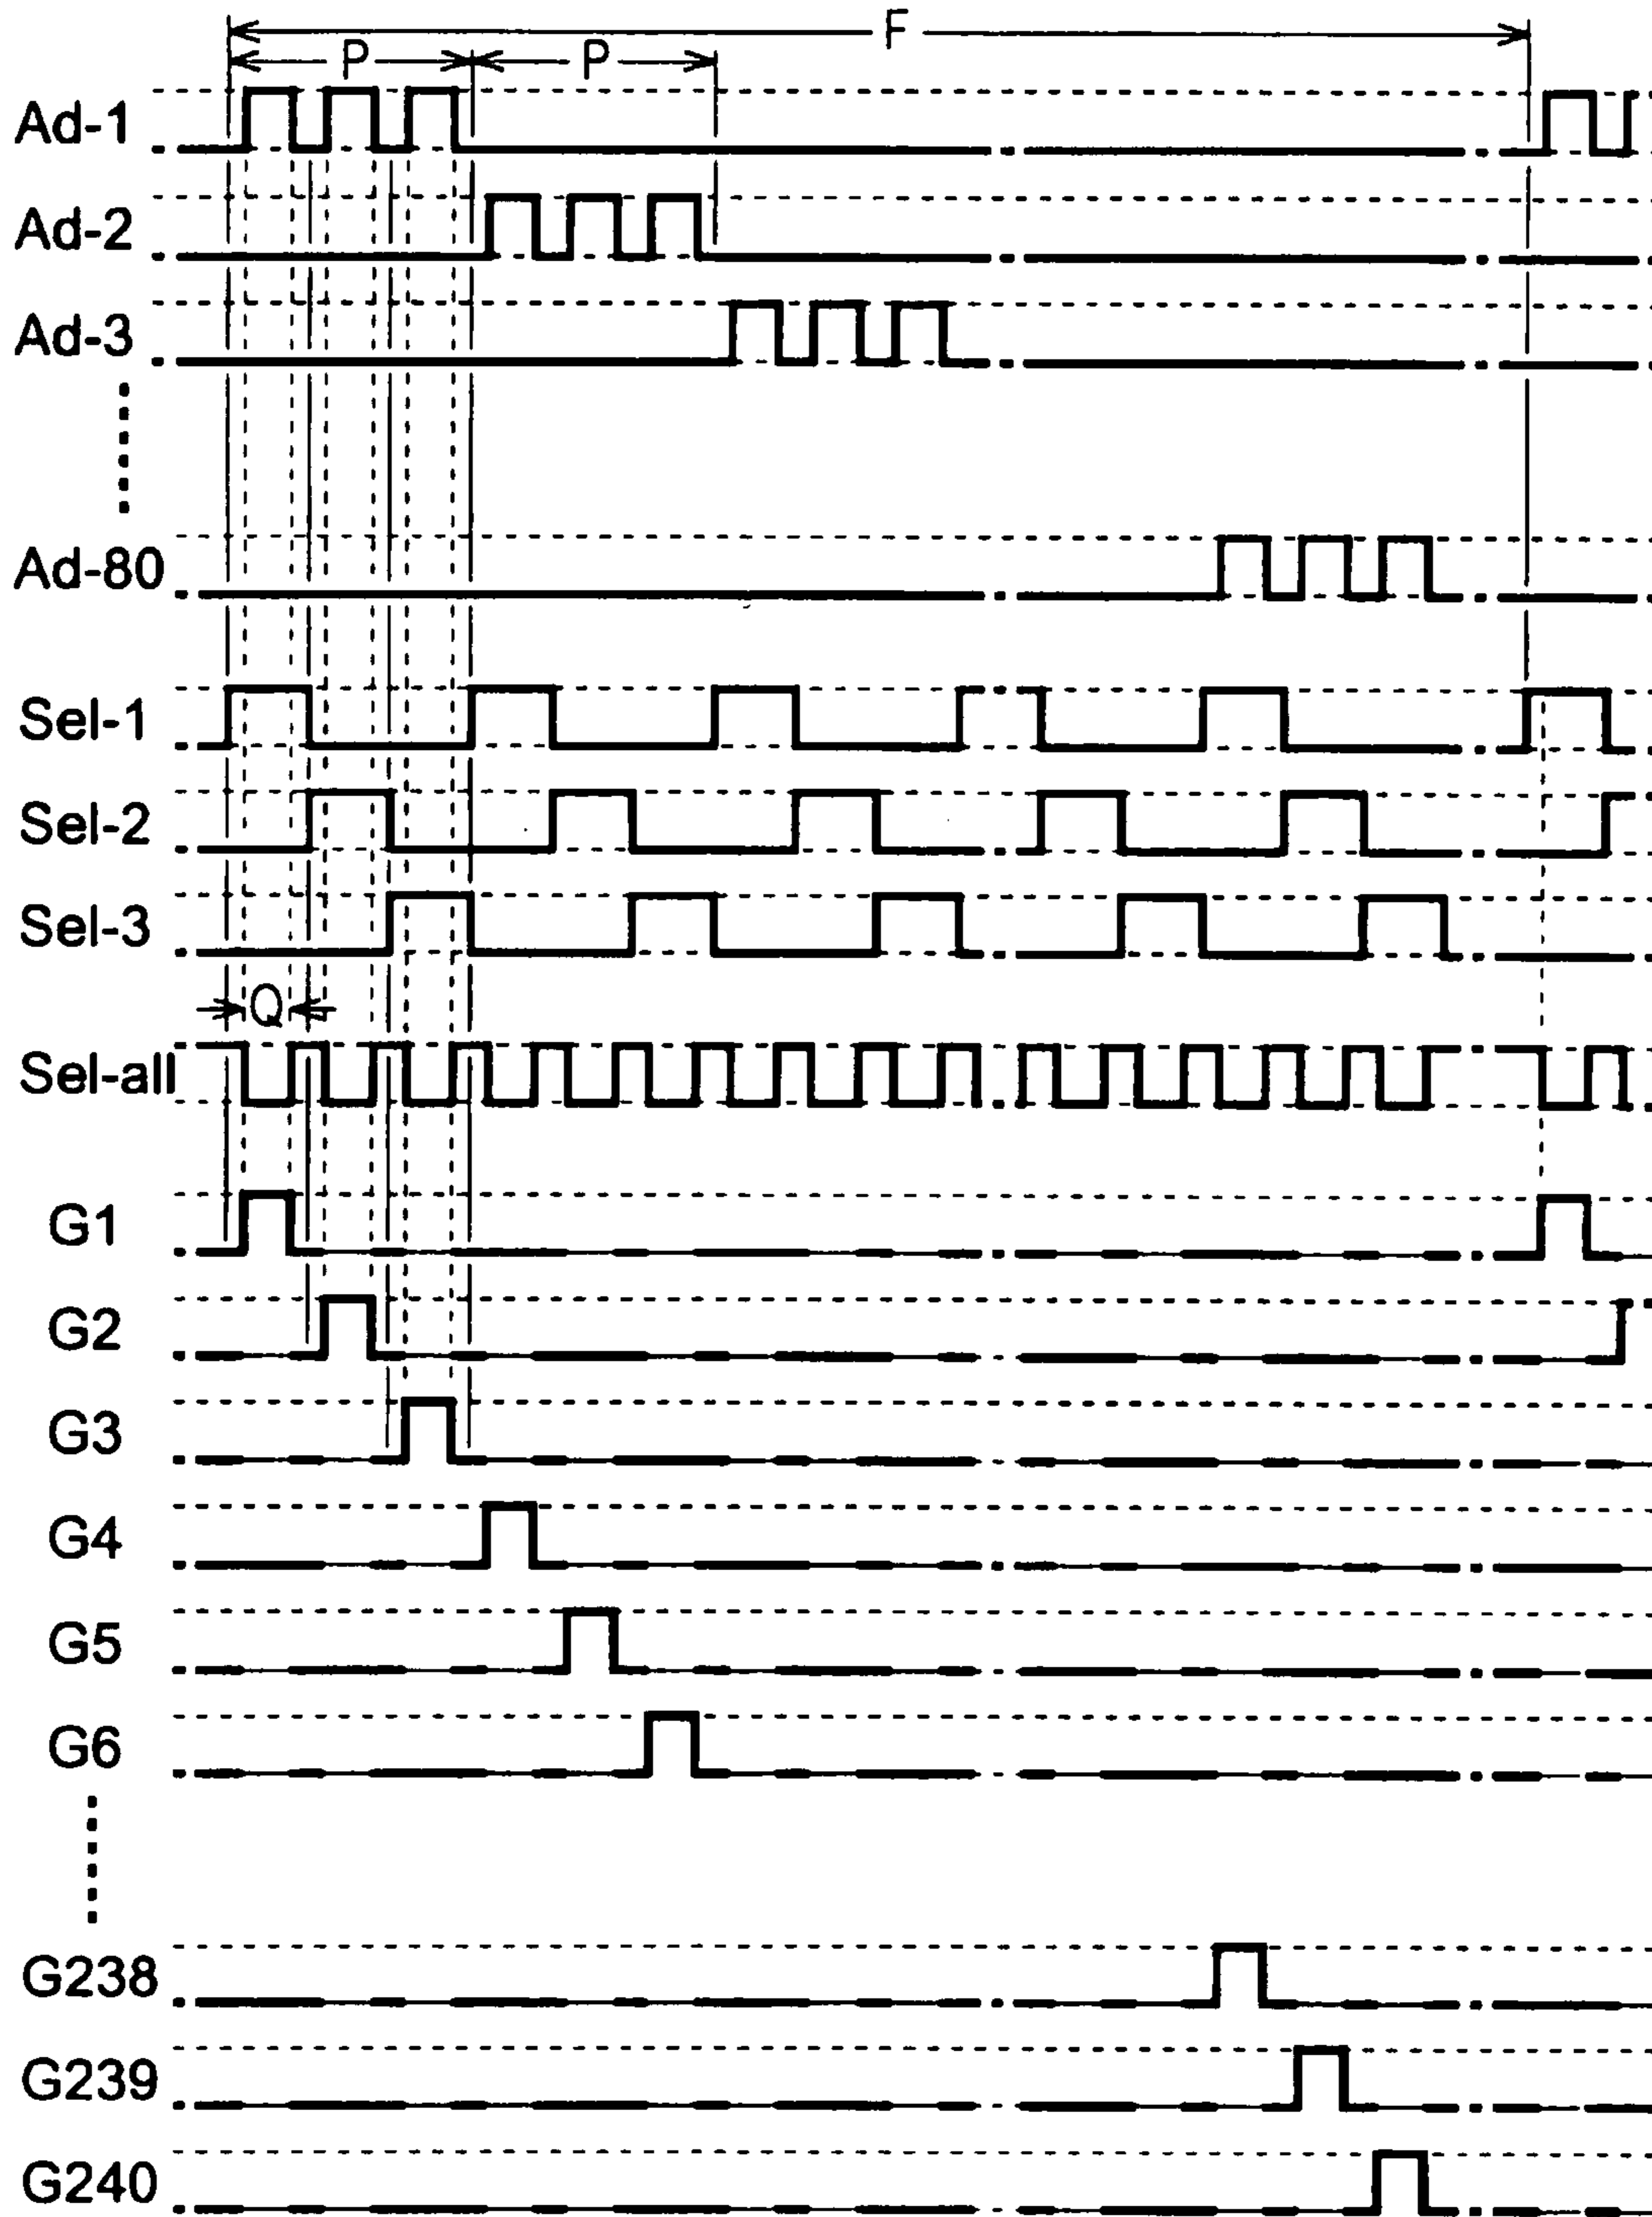 F
P P
Ad-1
Ad-2
Ad-3
Ad-80
Sel-1
Sel-2
Sel-3
Q
Sel-all
G1
G2
G3
G4
G5
G6
G238
G239
G240